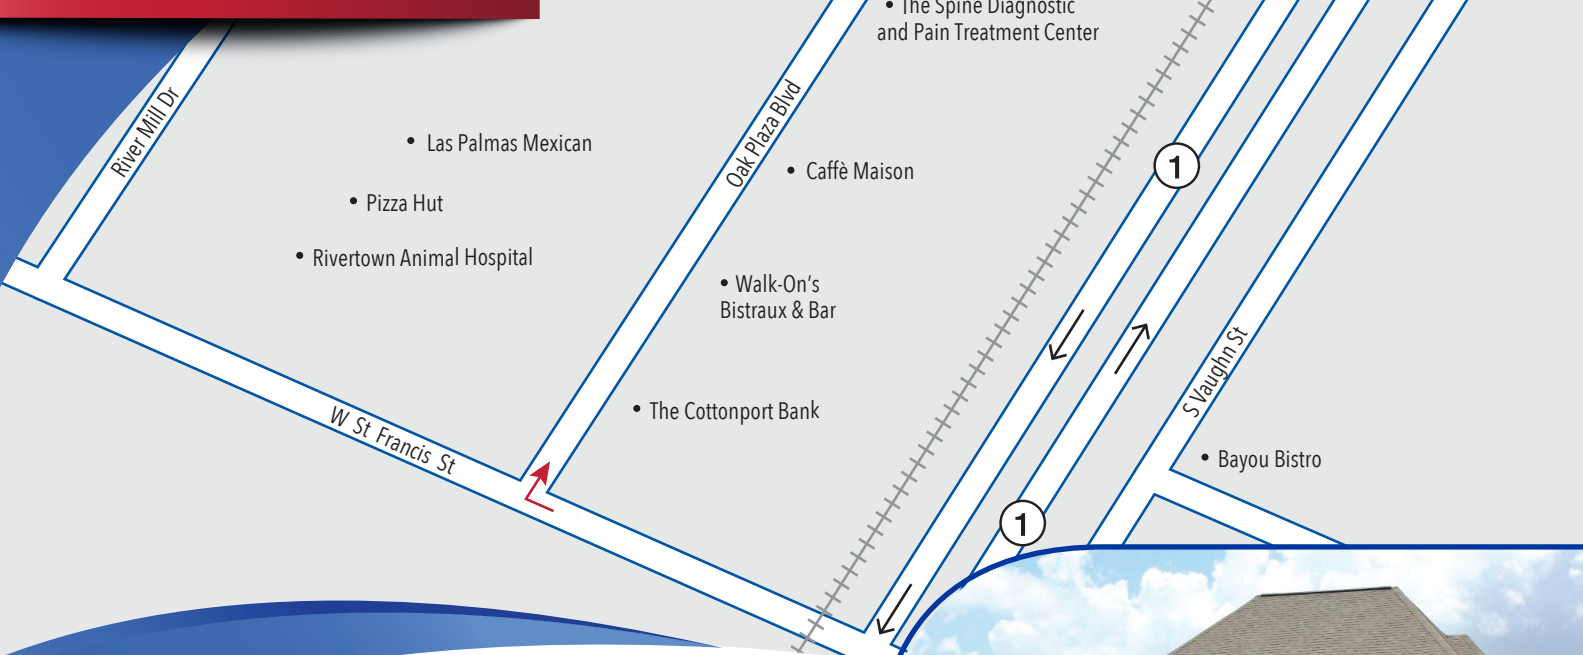 • The Spine Diagnostic
and Pain Treatment Center
River Mill Dr
Oak Plaza Blvd
• Las Palmas Mexican
• Caffè Maison
1
• Pizza Hut
• Rivertown Animal Hospital
• Walk-On's
Bistraux & Bar
S Vaughn St
• The Cottonport Bank
W St Francis St
• Bayou Bistro
1